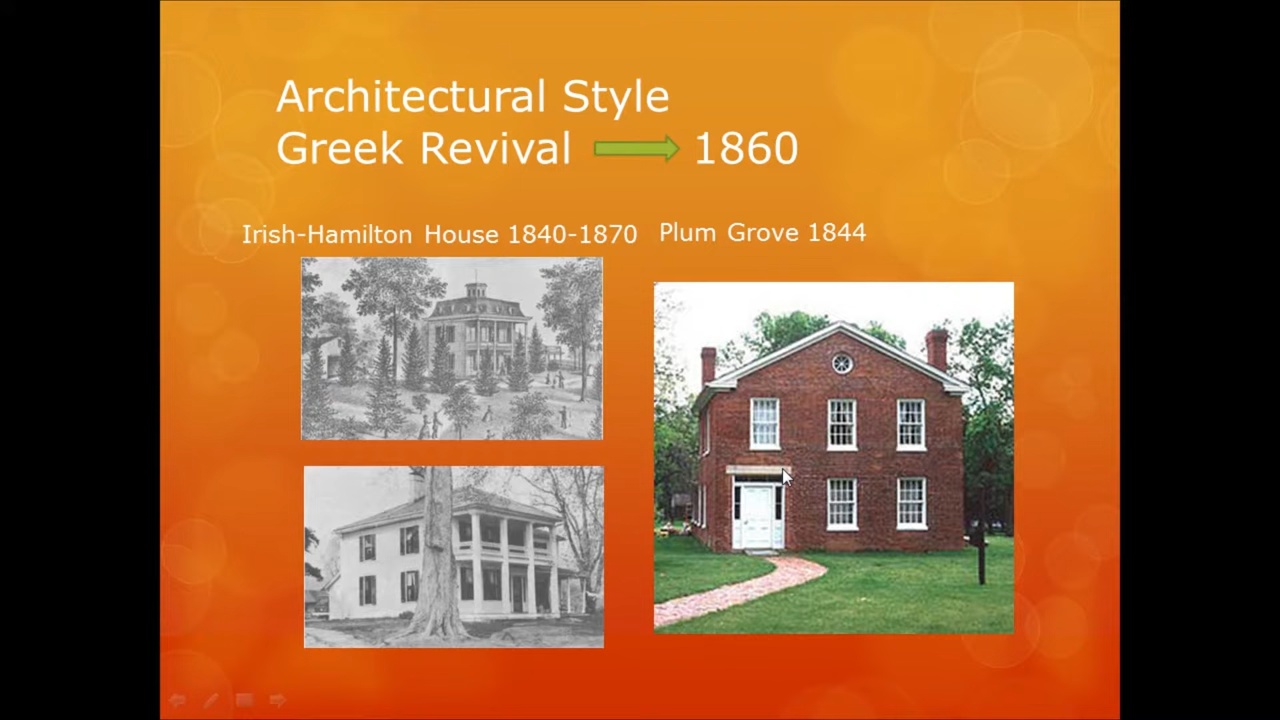 Architectural Style
Greek Revival 1860
Irish-Hamilton House 1840-1870
Plum Grove 1844